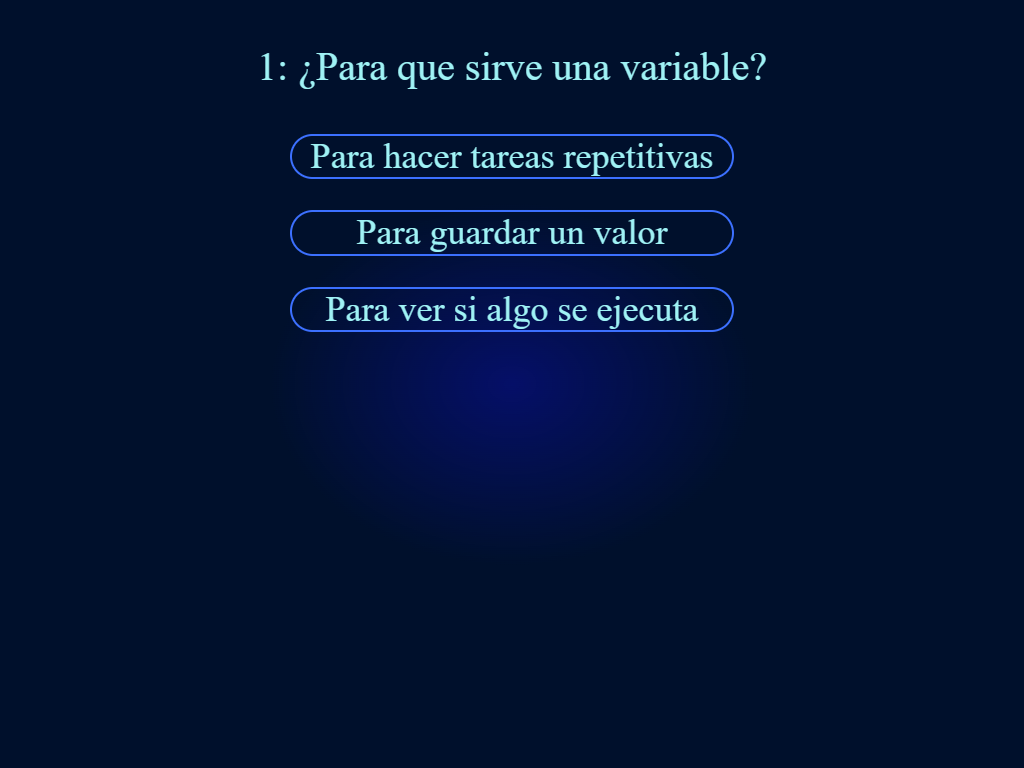 1: ¿Para que sirve una variable?
Para hacer tareas repetitivas
Para guardar un valor
Para ver si algo se ejecuta